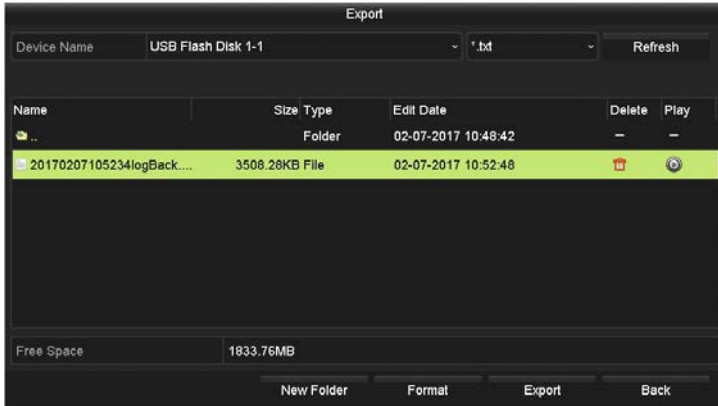 Export
Device Name USB Flash Disk 1-1 *.txt Refresh
Name Size Type Edit Date Delete Play
.. Folder 02-07-2017 10:48:42 – –
20170207105234logBack.... 3508.28KB File 02-07-2017 10:52:48
Free Space 1833.76MB
New Folder Format Export Back